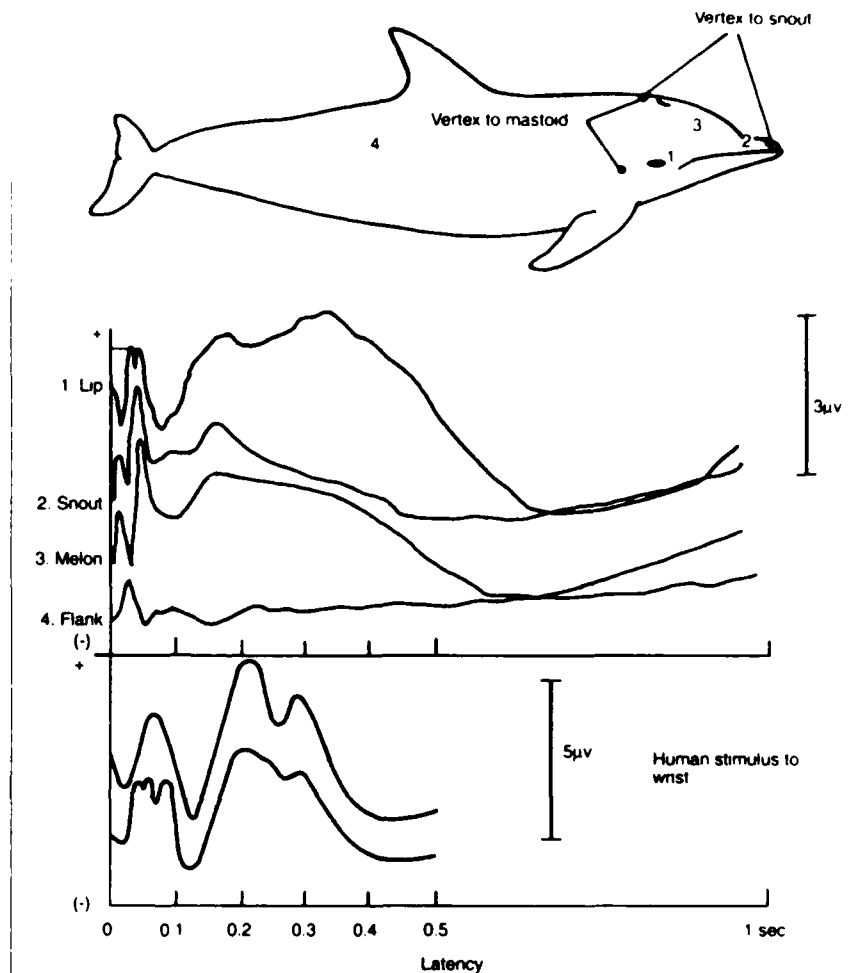 Vertex to snout
Vertex to mastoid
3
4
2
1
+
1 Lip
3μv
2. Snout
3. Melon
4. Flank
(-)
+
5μv
Human stimulus to
wrist
(-)
0 0 1 0.2 0.3 0.4 0.5 1 sec
Latency